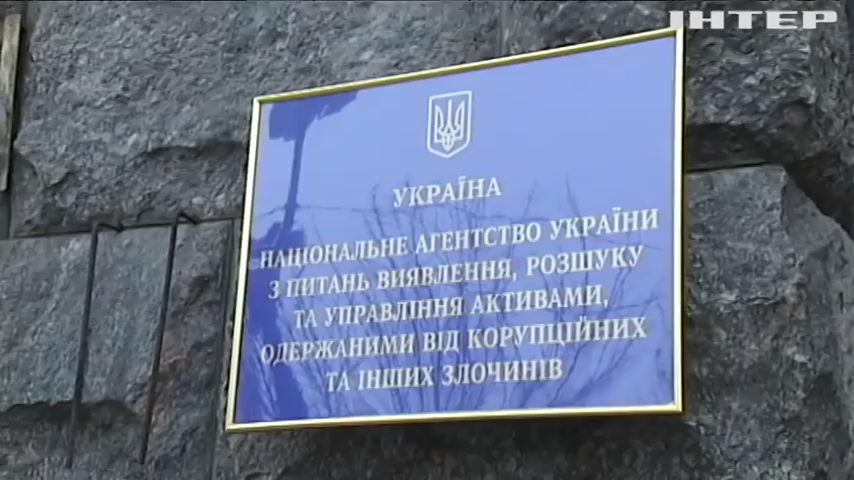 ІНТЕР
УКРАЇНА
НАЦІОНАЛЬНЕ АГЕНТСТВО УКРАЇНИ
З ПИТАНЬ ВИЯВЛЕННЯ, РОЗШУКУ
ТА УПРАВЛІННЯ АКТИВАМИ,
ОДЕРЖАНИМИ ВІД КОРУПЦІЙНИХ
ТА ІНШИХ ЗЛОЧИНІВ